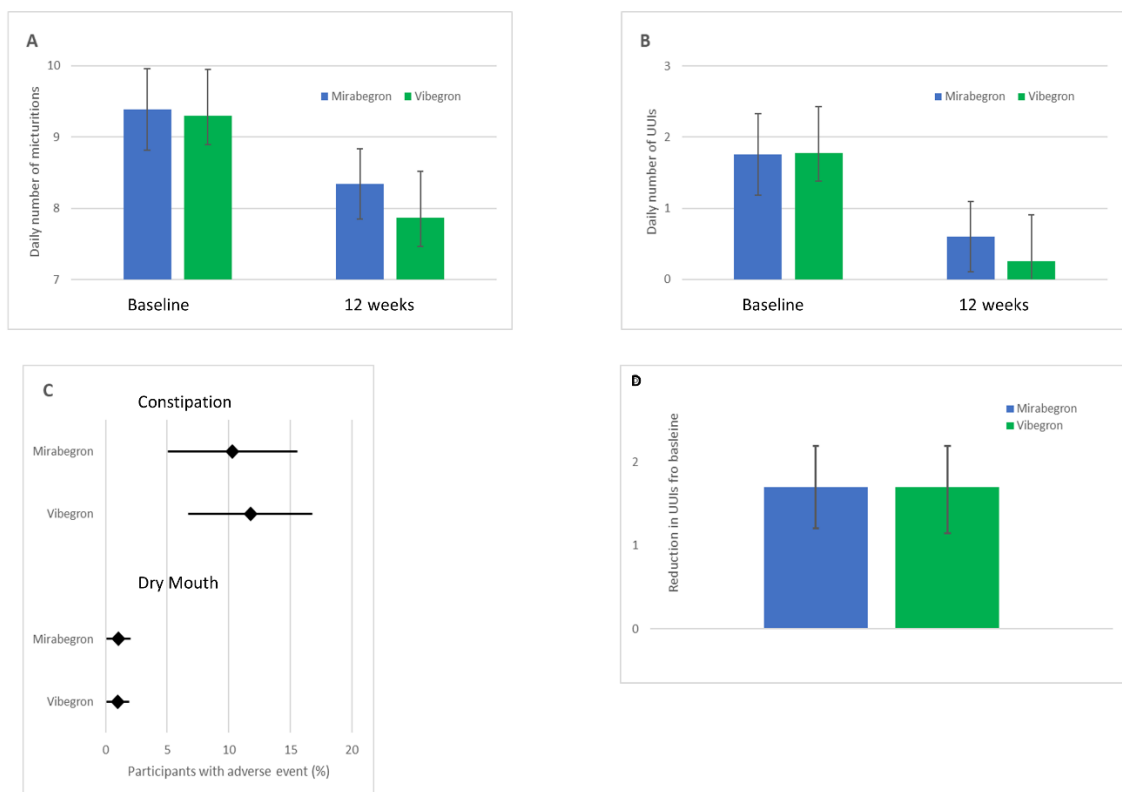 A
10
9
8
7
Daily number of micturitions
Mirabegron
Vibegron
Baseline
12 weeks
B
3
2
1
0
Daily number of UUIs
Mirabegron
Vibegron
Baseline
12 weeks
C
Constipation
Mirabegron
Vibegron
Dry Mouth
Mirabegron
Vibegron
0 5 10 15 20
Participants with adverse event (%)
D
Mirabegron
Vibegron
2
1
0
Reduction in UUIs fro basleine